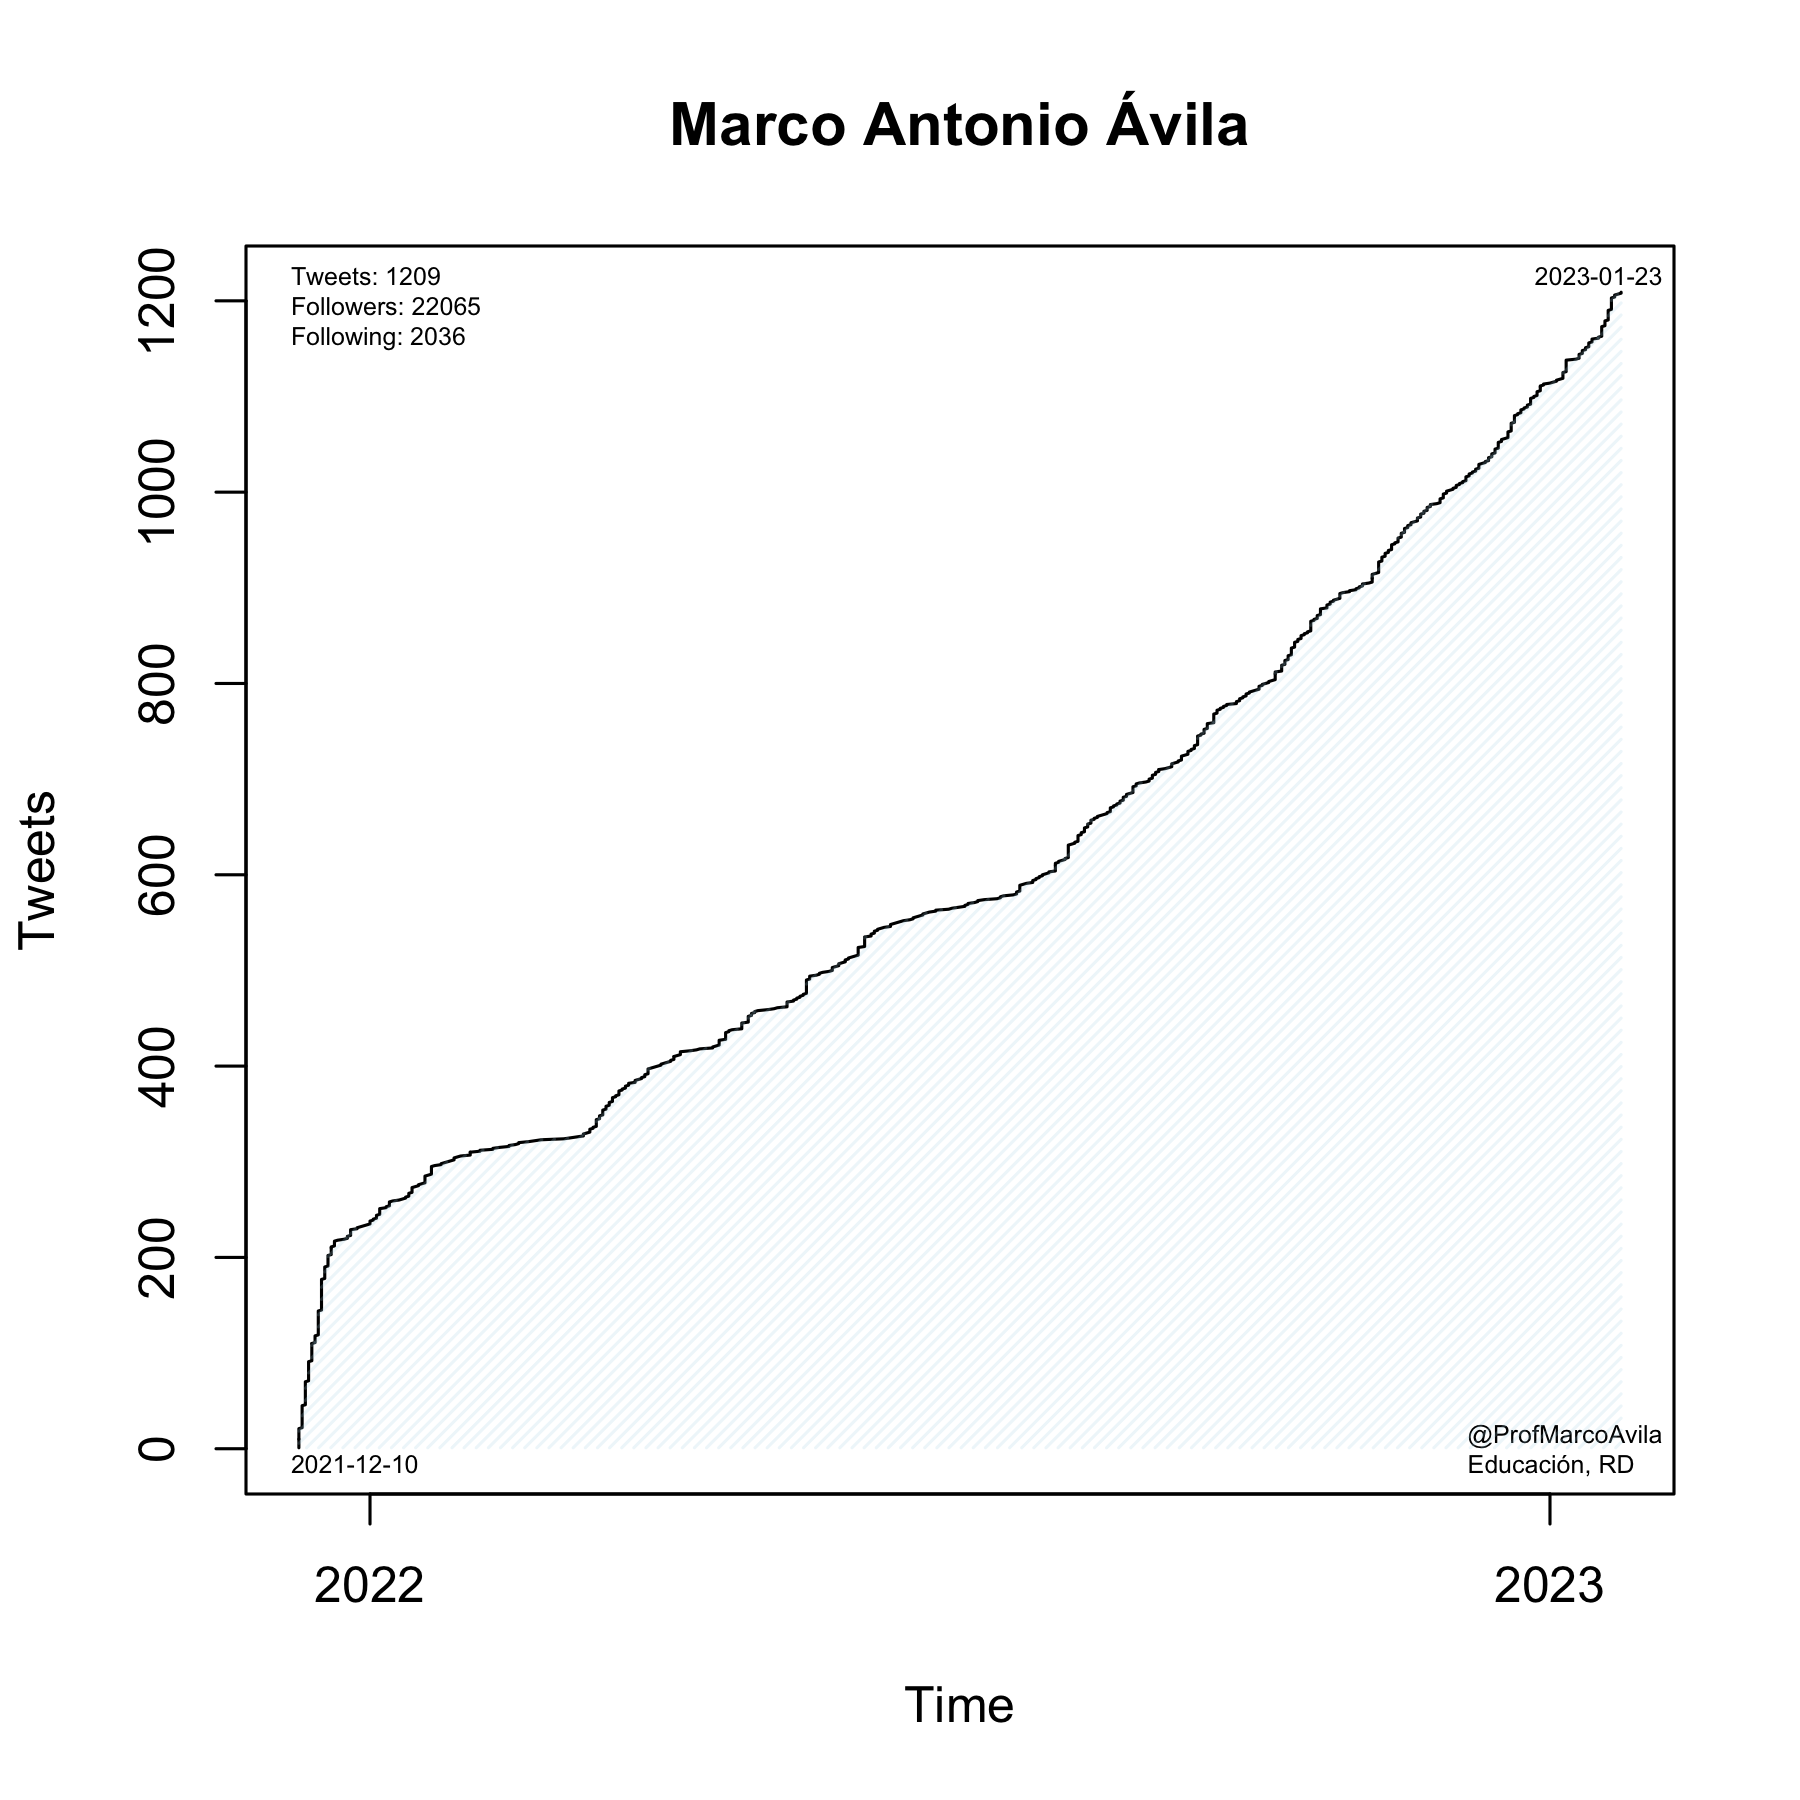 Marco Antonio Ávila
Tweets: 1209
Followers: 22065
Following: 2036
2023-01-23
1200
1000
800
600
400
200
0
Tweets
@ProfMarcoAvila
Educación, RD
2021-12-10
2022
2023
Time